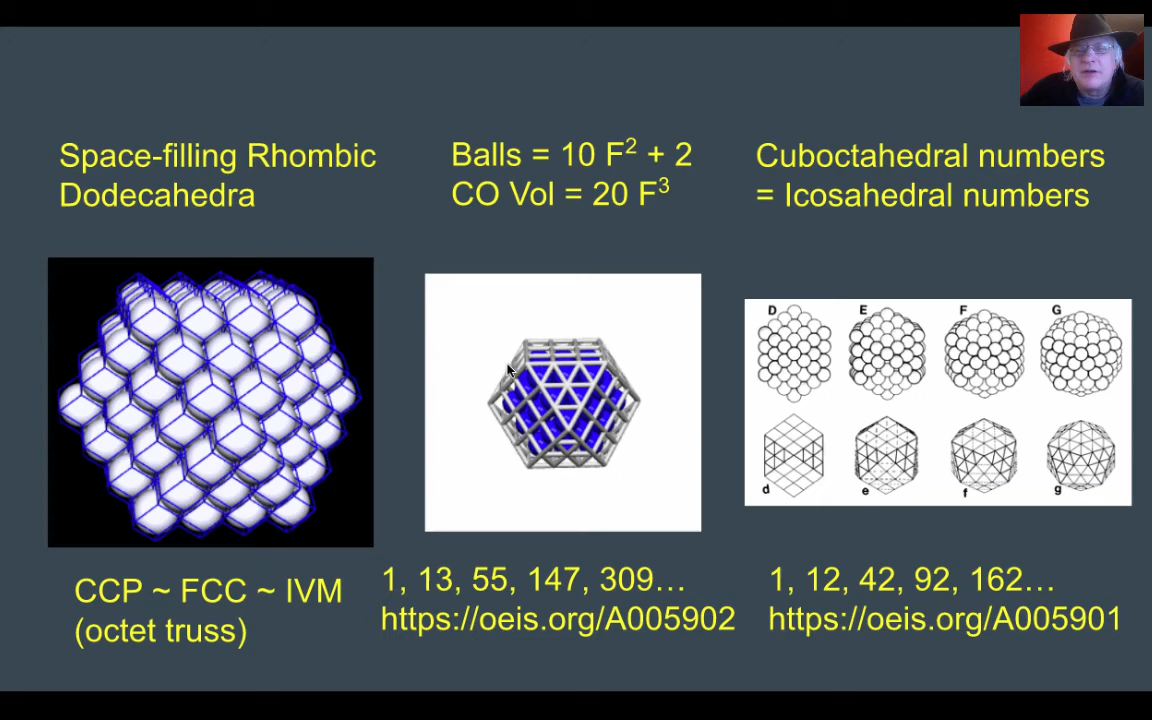 Space-filling Rhombic
Dodecahedra
Balls = 10 F² + 2
CO Vol = 20 F³
Cuboctahedral numbers
= Icosahedral numbers
D E F G
d e f g
CCP ~ FCC ~ IVM
(octet truss)
1, 13, 55, 147, 309…
https://oeis.org/A005902
1, 12, 42, 92, 162…
https://oeis.org/A005901